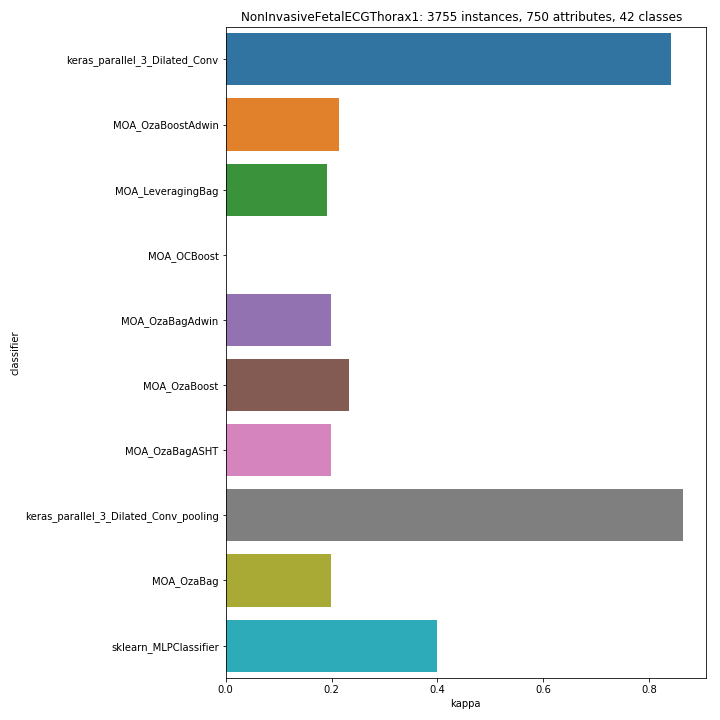 NonInvasiveFetalECGThorax1: 3755 instances, 750 attributes, 42 classes
keras_parallel_3_Dilated_Conv
MOA_OzaBoostAdwin
MOA_LeveragingBag
MOA_OCBoost
MOA_OzaBagAdwin
classifier
MOA_OzaBoost
MOA_OzaBagASHT
keras_parallel_3_Dilated_Conv_pooling
MOA_OzaBag
sklearn_MLPClassifier
0.0 0.2 0.4 0.6 0.8
kappa